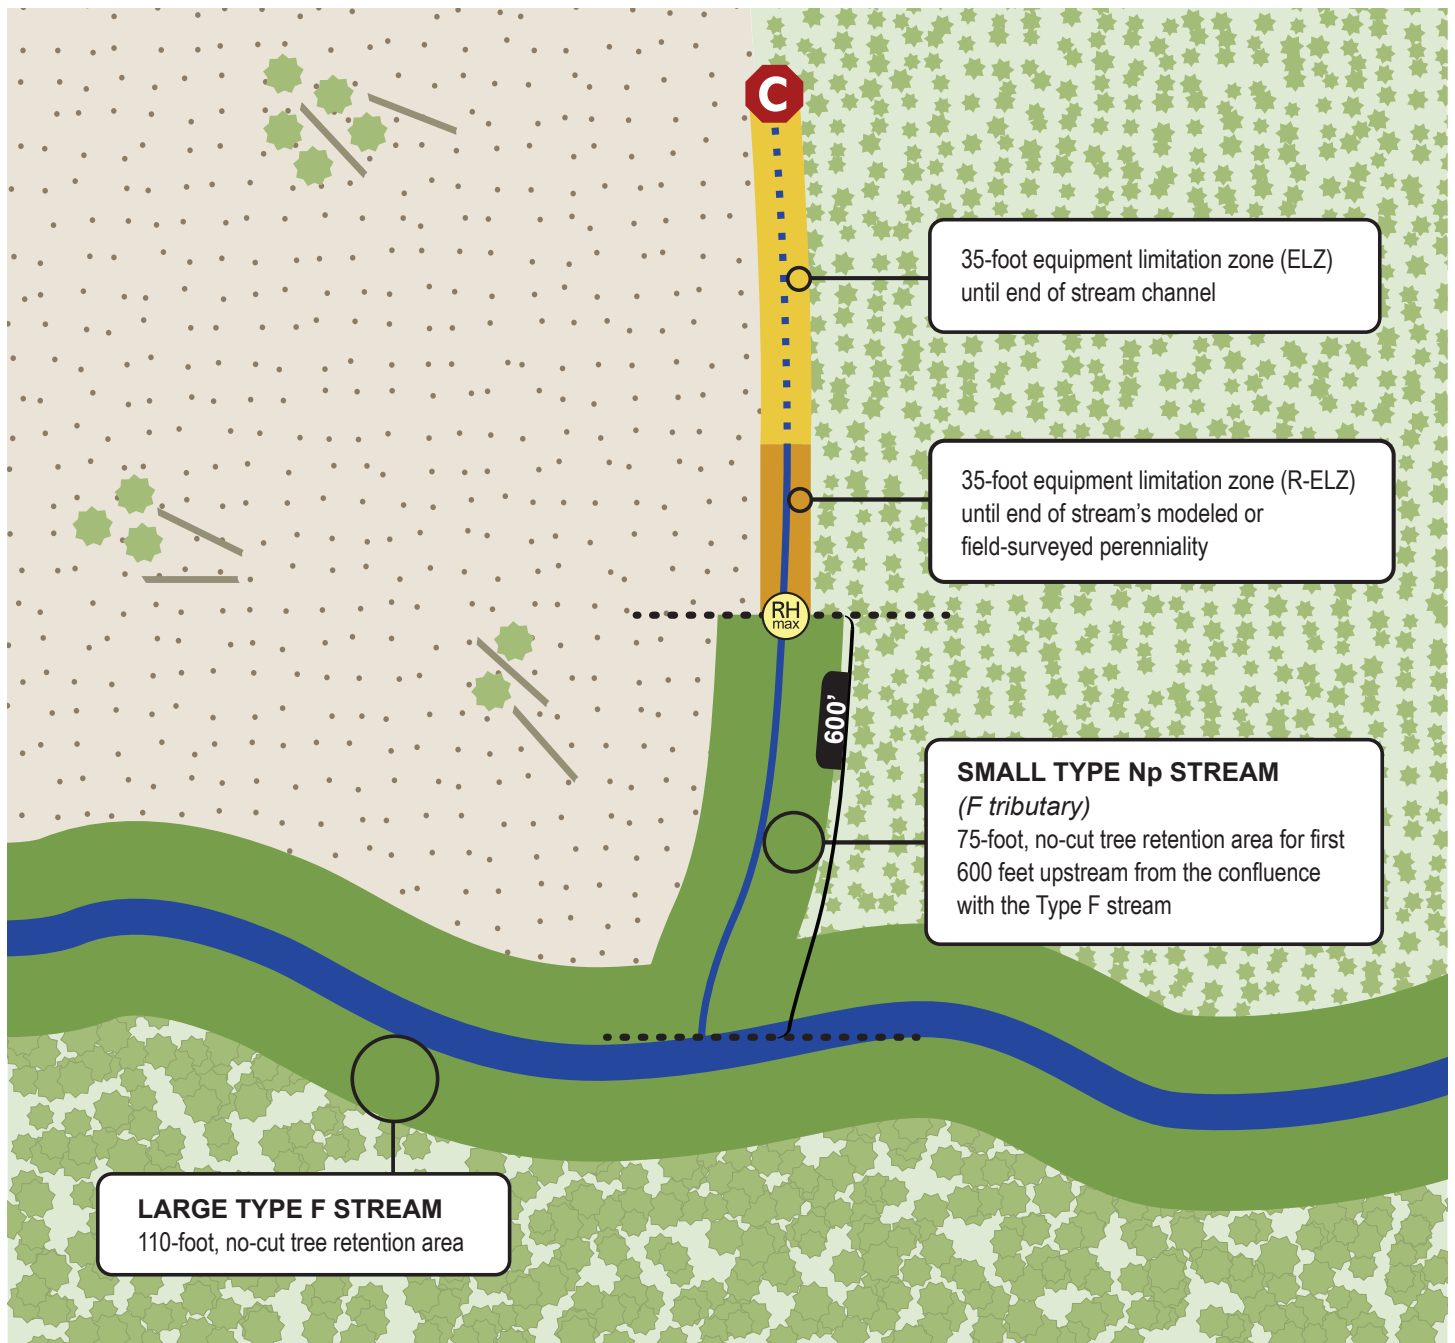 C
35-foot equipment limitation zone (ELZ)
until end of stream channel
35-foot equipment limitation zone (R-ELZ)
until end of stream’s modeled or
field-surveyed perenniality
RH
max
600’
SMALL TYPE Np STREAM
(F tributary)
75-foot, no-cut tree retention area for first
600 feet upstream from the confluence
with the Type F stream
LARGE TYPE F STREAM
110-foot, no-cut tree retention area